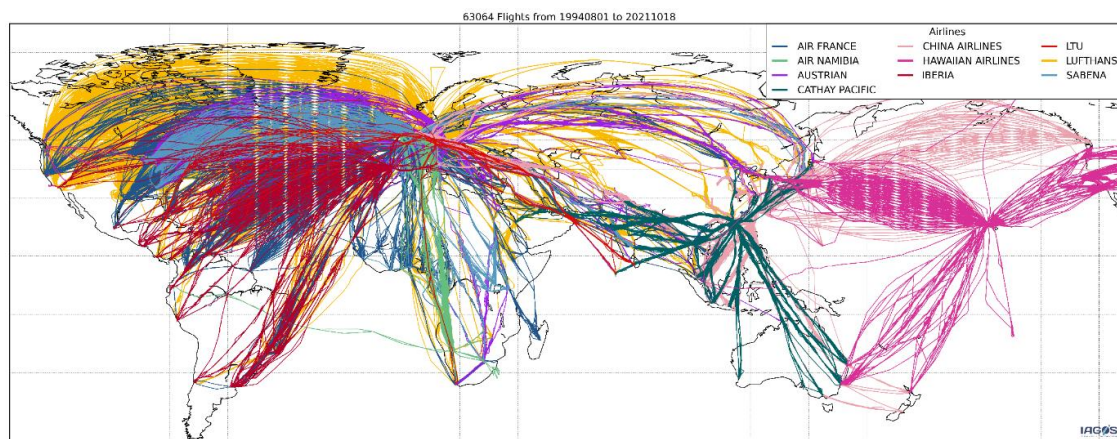 63064 Flights from 19940801 to 20211018
Airlines
AIR FRANCE
AIR NAMIBIA
AUSTRIAN
CATHAY PACIFIC
CHINA AIRLINES
HAWAIIAN AIRLINES
IBERIA
LTU
LUFTHANS
SABENA
IAGOS